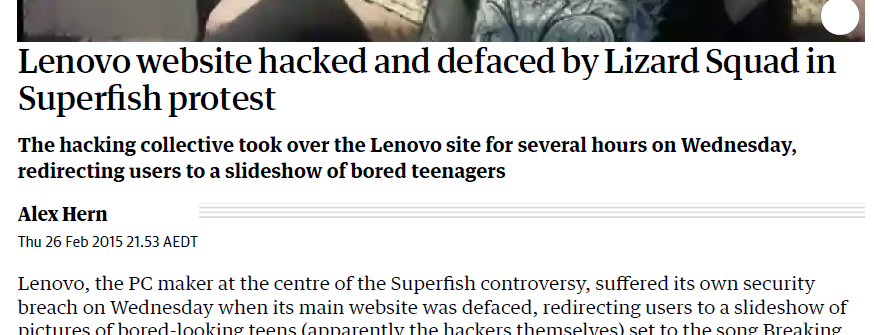 Lenovo website hacked and defaced by Lizard Squad in
Superfish protest
The hacking collective took over the Lenovo site for several hours on Wednesday,
redirecting users to a slideshow of bored teenagers
Alex Hern
Thu 26 Feb 2015 21.53 AEDT
Lenovo, the PC maker at the centre of the Superfish controversy, suffered its own security
breach on Wednesday when its main website was defaced, redirecting users to a slideshow of
pictures of bored-looking teens (apparently the hackers themselves) set to the song Breaking